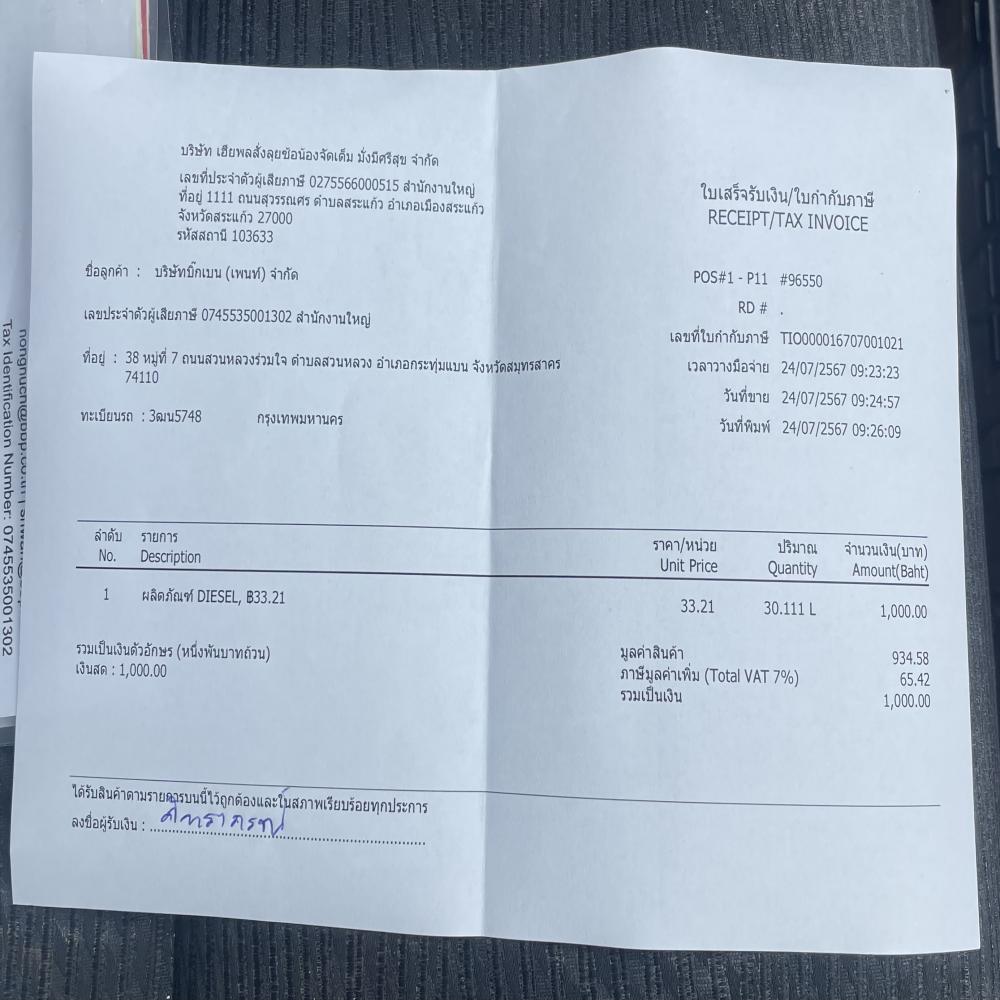 บริษัท เฮียพลสั่งลุยซ้อน้องจัดเต็ม มั่งมีศรีสุข จำกัด
เลขที่ประจำตัวผู้เสียภาษี 0275566000515 สำนักงานใหญ่
ที่อยู่ 1111 ถนนสุวรรณศร ตำบลสระแก้ว อำเภอเมืองสระแก้ว
จังหวัดสระแก้ว 27000
รหัสสถานี 103633
ใบเสร็จรับเงิน/ใบกำกับภาษี
RECEIPT/TAX INVOICE
ชื่อลูกค้า : บริษัทบิ๊กเบน (เพนท์) จำกัด
เลขประจำตัวผู้เสียภาษี 0745535001302 สำนักงานใหญ่
ที่อยู่ : 38 หมู่ที่ 7 ถนนสวนหลวงร่วมใจ ตำบลสวนหลวง อำเภอกระทุ่มแบน จังหวัดสมุทรสาคร
74110
ทะเบียนรถ : 3ฒน5748 กรุงเทพมหานคร
POS#1 - P11 #96550
RD # .
เลขที่ใบกำกับภาษี TIO000016707001021
เวลาวางมือจ่าย 24/07/2567 09:23:23
วันที่ขาย 24/07/2567 09:24:57
วันที่พิมพ์ 24/07/2567 09:26:09
ลำดับ รายการ ราคา/หน่วย ปริมาณ จำนวนเงิน(บาท)
No. Description Unit Price Quantity Amount(Baht)
1 ผลิตภัณฑ์ DIESEL, ฿33.21 33.21 30.111 L 1,000.00
รวมเป็นเงินตัวอักษร (หนึ่งพันบาทถ้วน)
เงินสด : 1,000.00
มูลค่าสินค้า 934.58
ภาษีมูลค่าเพิ่ม (Total VAT 7%) 65.42
รวมเป็นเงิน 1,000.00
ได้รับสินค้าตามรายการบนนี้ไว้ถูกต้องและในสภาพเรียบร้อยทุกประการ
ลงชื่อผู้รับเงิน :
Tax Identification Number: 0745535001302